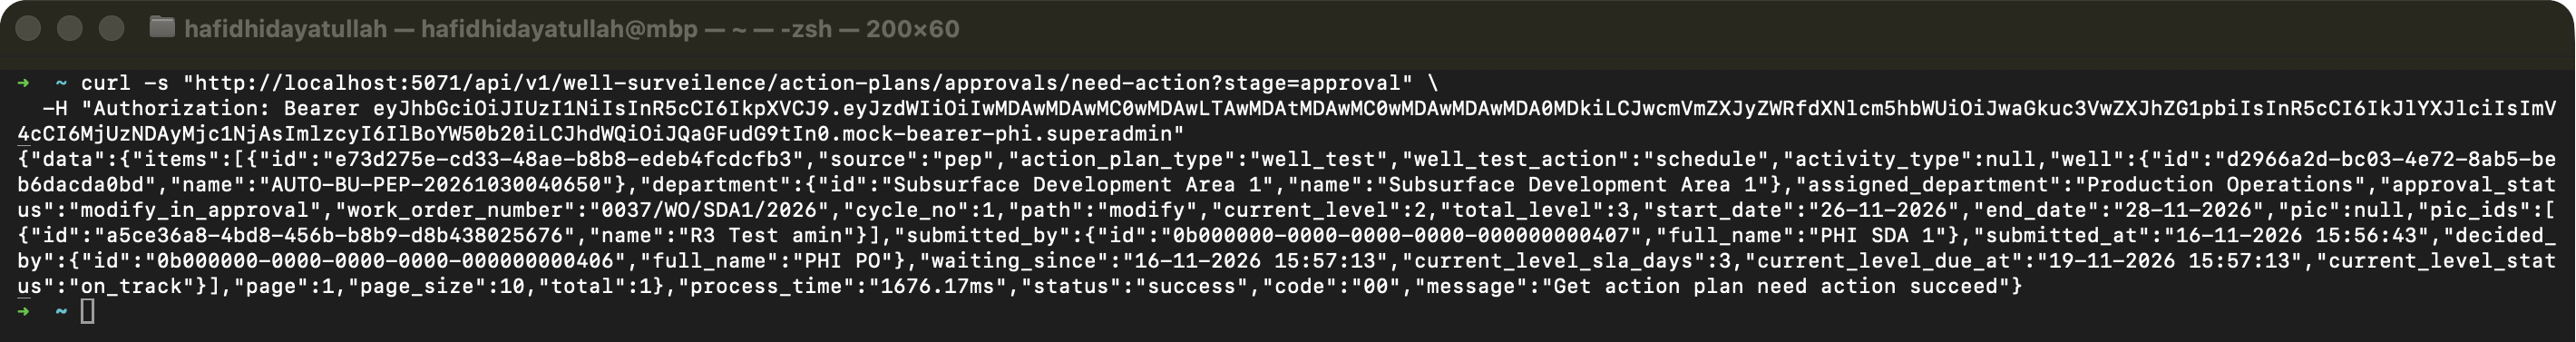 hafidhidayatullah — hafidhidayatullah@mbp — ~ — -zsh — 200×60
➜  ~ curl -s "http://localhost:5071/api/v1/well-surveilence/action-plans/approvals/need-action?stage=approval" \
  -H "Authorization: Bearer eyJhbGciOiJIUzI1NiIsInR5cCI6IkpXVCJ9.eyJzdWIiOiIwMDAwMDAwMC0wMDAwLTAwMDAtMDAwMC0wMDAwMDAwMDA0MDkiLCJwcmVmZXJyZWRfdXNlcm5hbWUiOiJwaGkuc3VwZXJhZG1pbiIsInR5cCI6IkJlYXJlciIsImV
4cCI6MjUzNDAyMjc1NjAsImlzcyI6IlBoYW50b20iLCJhdWQiOiJQaGFudG9tIn0.mock-bearer-phi.superadmin"
{"data":{"items":[{"id":"e73d275e-cd33-48ae-b8b8-edeb4fcdcfb3","source":"pep","action_plan_type":"well_test","well_test_action":"schedule","activity_type":null,"well":{"id":"d2966a2d-bc03-4e72-8ab5-be
b6dacda0bd","name":"AUTO-BU-PEP-20261030040650"},"department":{"id":"Subsurface Development Area 1","name":"Subsurface Development Area 1"},"assigned_department":"Production Operations","approval_stat
us":"modify_in_approval","work_order_number":"0037/WO/SDA1/2026","cycle_no":1,"path":"modify","current_level":2,"total_level":3,"start_date":"26-11-2026","end_date":"28-11-2026","pic":null,"pic_ids":[
{"id":"a5ce36a8-4bd8-456b-b8b9-d8b438025676","name":"R3 Test amin"}],"submitted_by":{"id":"0b000000-0000-0000-0000-000000000407","full_name":"PHI SDA 1"},"submitted_at":"16-11-2026 15:56:43","decided_
by":{"id":"0b000000-0000-0000-0000-000000000406","full_name":"PHI PO"},"waiting_since":"16-11-2026 15:57:13","current_level_sla_days":3,"current_level_due_at":"19-11-2026 15:57:13","current_level_stat
us":"on_track"}],"page":1,"page_size":10,"total":1},"process_time":"1676.17ms","status":"success","code":"00","message":"Get action plan need action succeed"}
➜  ~